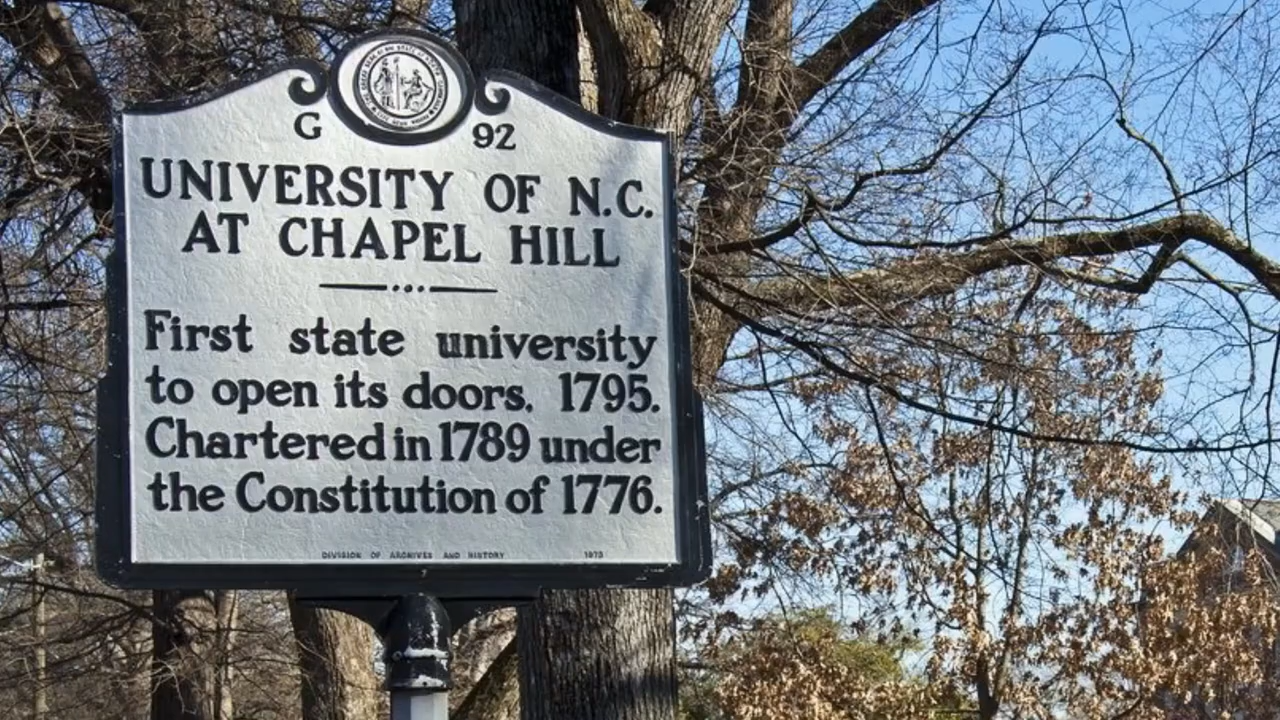 G 92
UNIVERSITY OF N.C.
AT CHAPEL HILL
First state university
to open its doors, 1795.
Chartered in 1789 under
the Constitution of 1776.
DIVISION OF ARCHIVES AND HISTORY 1973